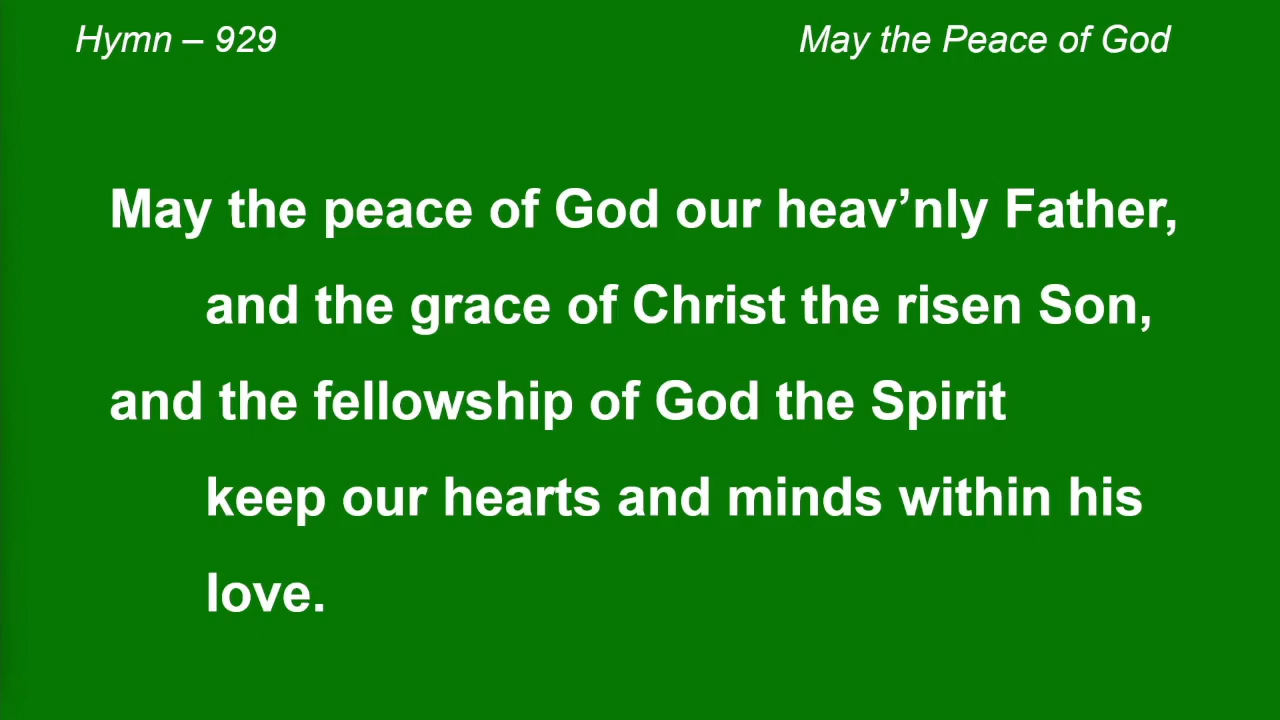 Hymn – 929
May the Peace of God
May the peace of God our heav’nly Father,
and the grace of Christ the risen Son,
and the fellowship of God the Spirit
keep our hearts and minds within his
love.